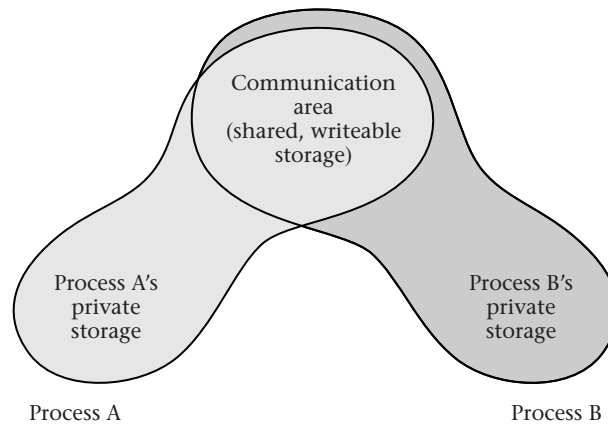 Communication
area
(shared, writeable
storage)
Process A's
private
storage
Process B's
private
storage
Process A
Process B